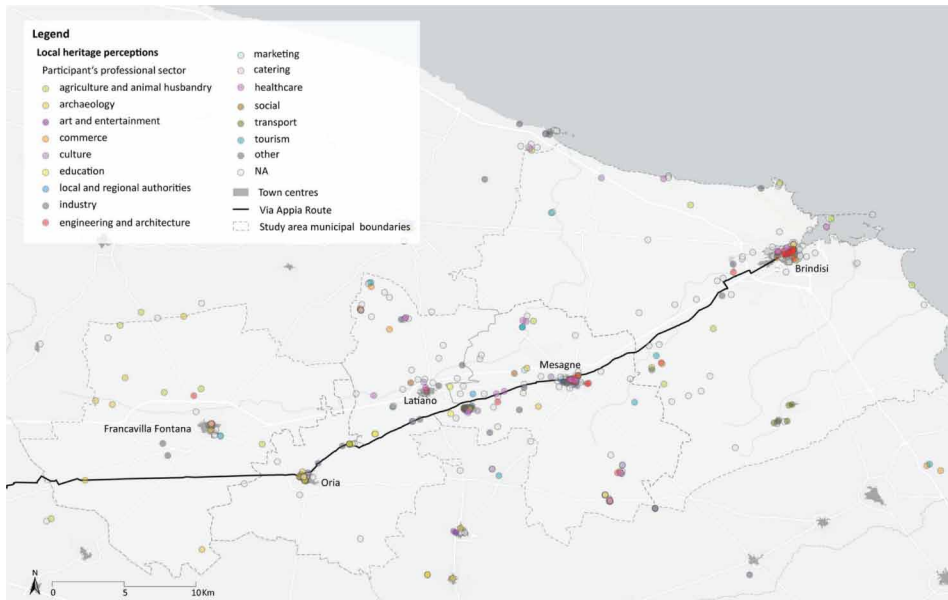 Legend
Local heritage perceptions
Participant's professional sector
agriculture and animal husbandry
archaeology
art and entertainment
commerce
culture
education
local and regional authorities
industry
engineering and architecture
marketing
catering
healthcare
social
transport
tourism
other
NA
Town centres
Via Appia Route
Study area municipal boundaries
Brindisi
Mesagne
Latiano
Francavilla Fontana
Oria
N
0 5 10 Km